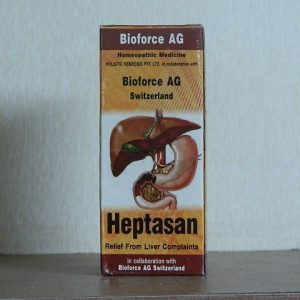 Bioforce AG
Homeopathic Medicine
HOLISTIC REMEDIES PVT. LTD. in collaboration with
Bioforce AG
Switzerland
Heptasan
Relief From Liver Complaints
in collaboration with
Bioforce AG Switzerland